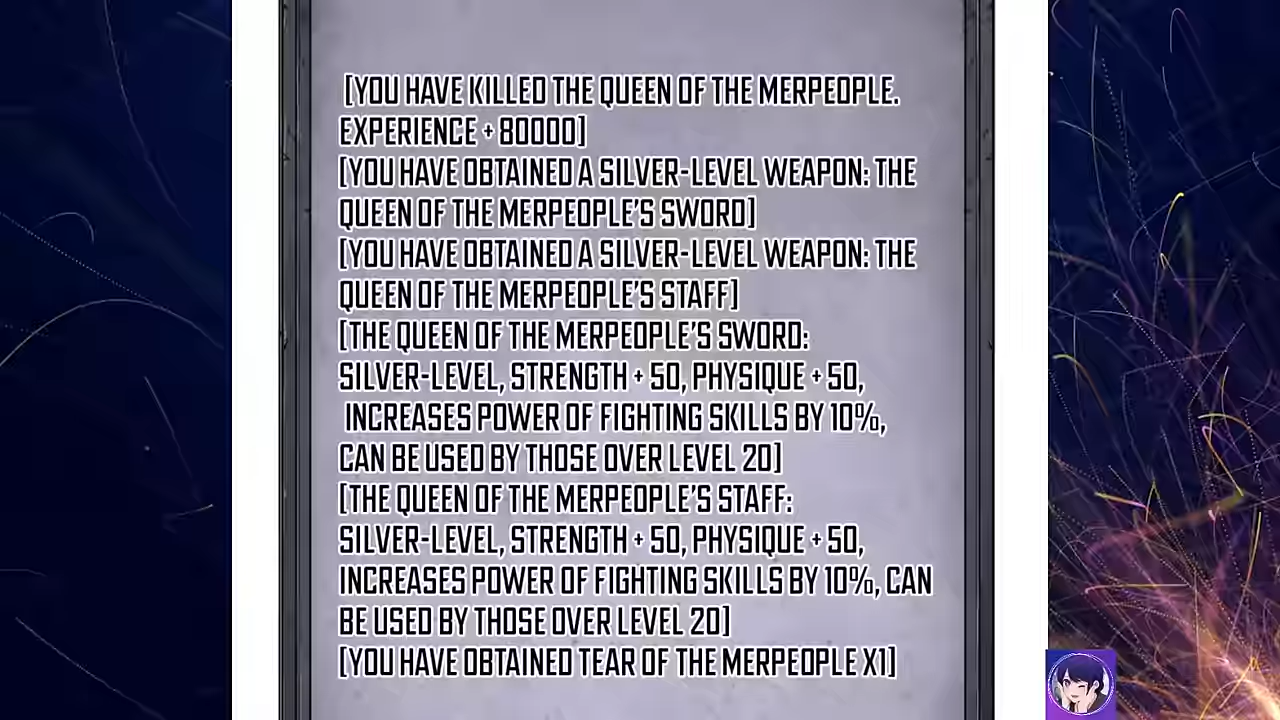 [YOU HAVE KILLED THE QUEEN OF THE MERPEOPLE.
EXPERIENCE + 80000]
[YOU HAVE OBTAINED A SILVER-LEVEL WEAPON: THE
QUEEN OF THE MERPEOPLE'S SWORD]
[YOU HAVE OBTAINED A SILVER-LEVEL WEAPON: THE
QUEEN OF THE MERPEOPLE'S STAFF]
[THE QUEEN OF THE MERPEOPLE'S SWORD:
SILVER-LEVEL, STRENGTH + 50, PHYSIQUE + 50,
INCREASES POWER OF FIGHTING SKILLS BY 10%,
CAN BE USED BY THOSE OVER LEVEL 20]
[THE QUEEN OF THE MERPEOPLE'S STAFF:
SILVER-LEVEL, STRENGTH + 50, PHYSIQUE + 50,
INCREASES POWER OF FIGHTING SKILLS BY 10%, CAN
BE USED BY THOSE OVER LEVEL 20]
[YOU HAVE OBTAINED TEAR OF THE MERPEOPLE X1]